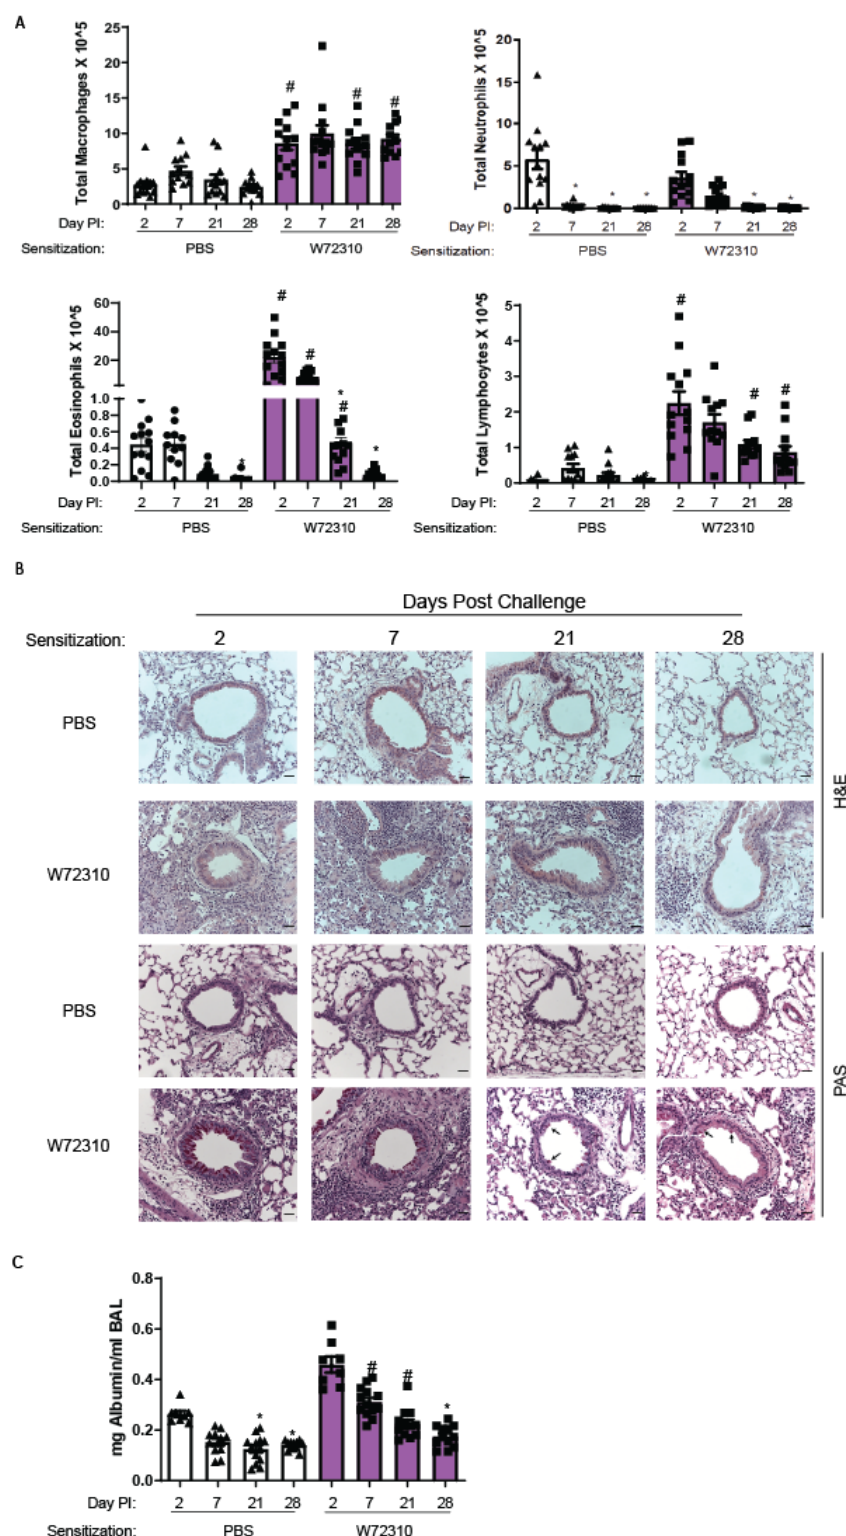 A
Total Macrophages X 10^5
25
20
15
10
5
0
# # #
Day PI: 2 7 21 28 2 7 21 28
Sensitization: PBS W72310
Total Neutrophils X 10^5
20
15
10
5
0
* * * * *
Day PI: 2 7 21 28 2 7 21 28
Sensitization: PBS W72310
Total Eosinophils X 10^5
60
40
20
1.0
0.8
0.6
0.4
0.2
0.0
* # # * # *
Day PI: 2 7 21 28 2 7 21 28
Sensitization: PBS W72310
Total Lymphocytes X 10^5
5
4
3
2
1
0
# # #
Day PI: 2 7 21 28 2 7 21 28
Sensitization: PBS W72310
B
Days Post Challenge
Sensitization: 2 7 21 28
PBS
W72310
H&E
PBS
W72310
PAS
C
mg Albumin/ml BAL
0.8
0.6
0.4
0.2
0.0
* * # # *
Day PI: 2 7 21 28 2 7 21 28
Sensitization: PBS W72310